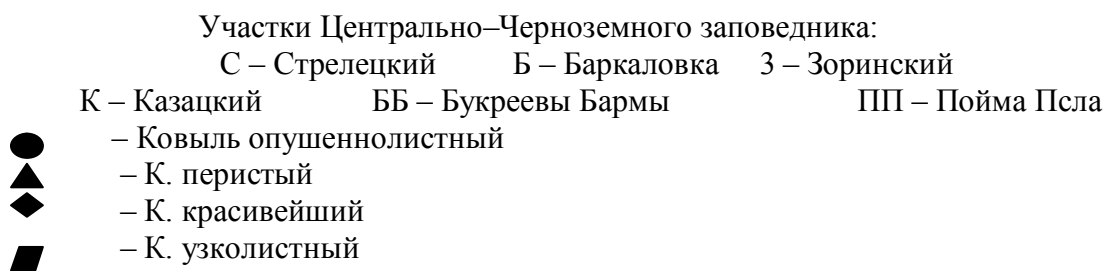 Участки Центрально–Черноземного заповедника:
С – Стрелецкий Б – Баркаловка З – Зоринский
К – Казацкий ББ – Букреевы Бармы ПП – Пойма Псла
– Ковыль опушеннолистный
– К. перистый
– К. красивейший
– К. узколистный